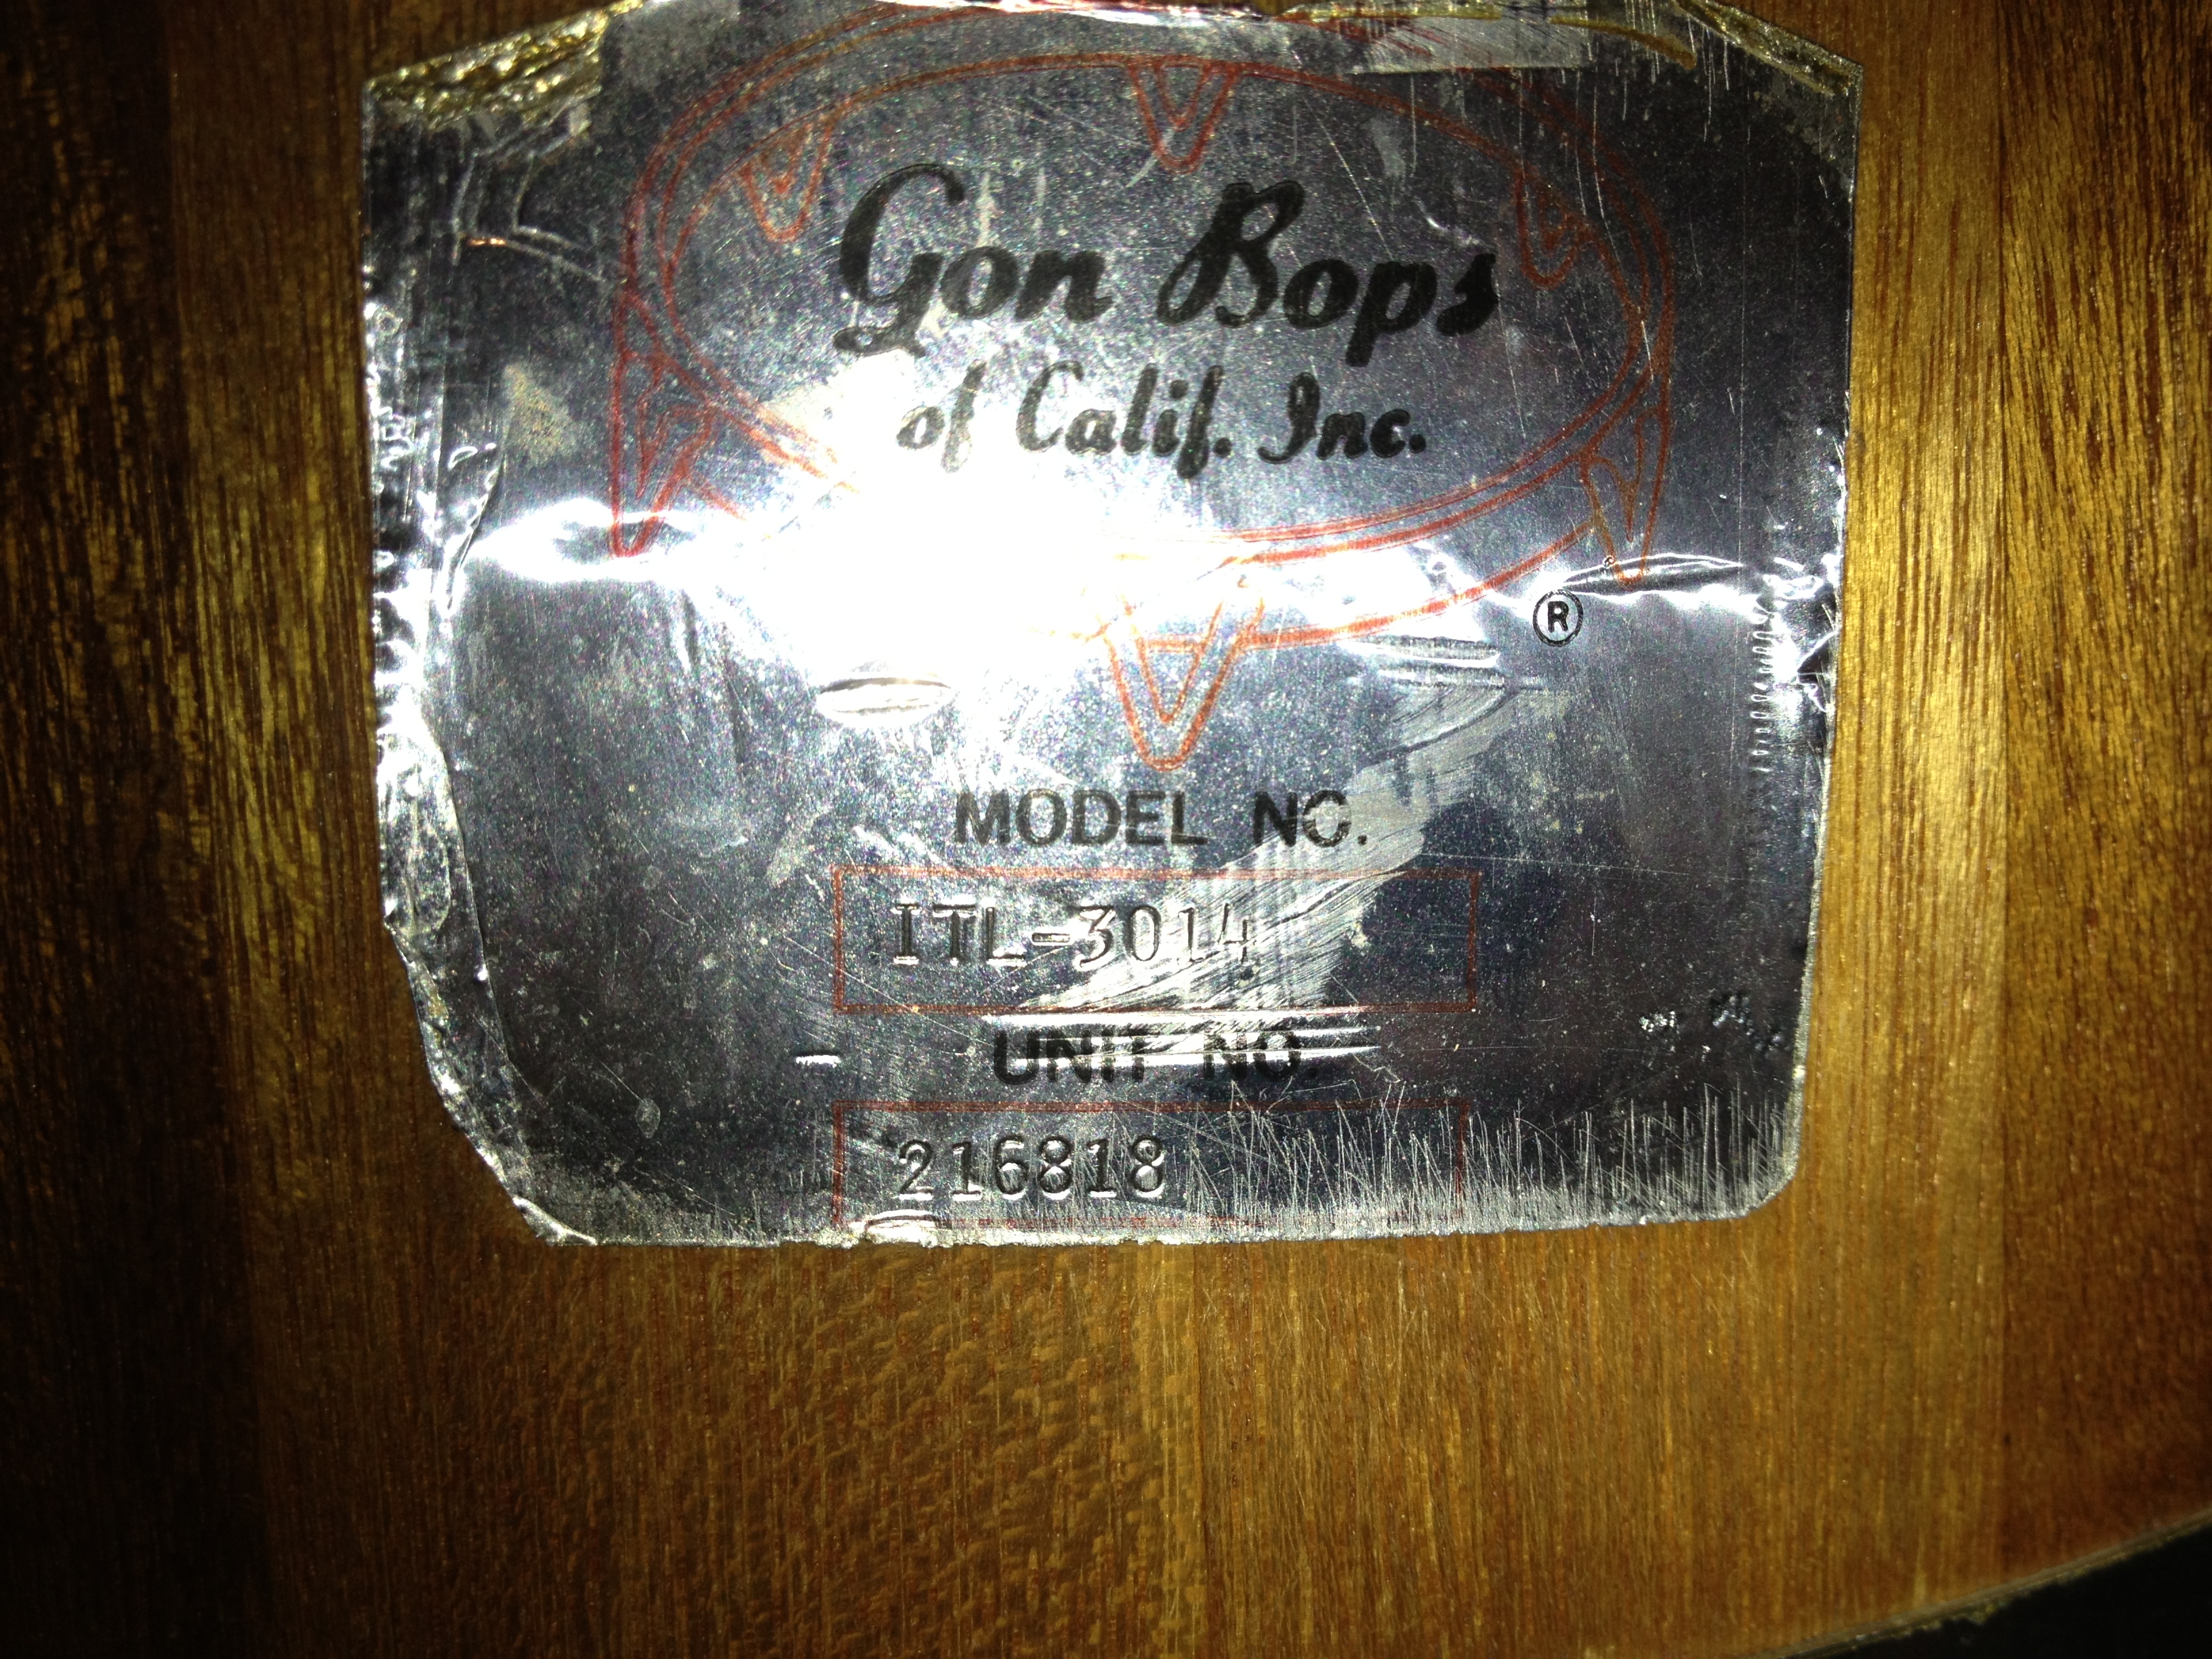 Gon Bops
of Calif. Inc.
®
MODEL NO.
ITL-3014
UNIT NO.
216818